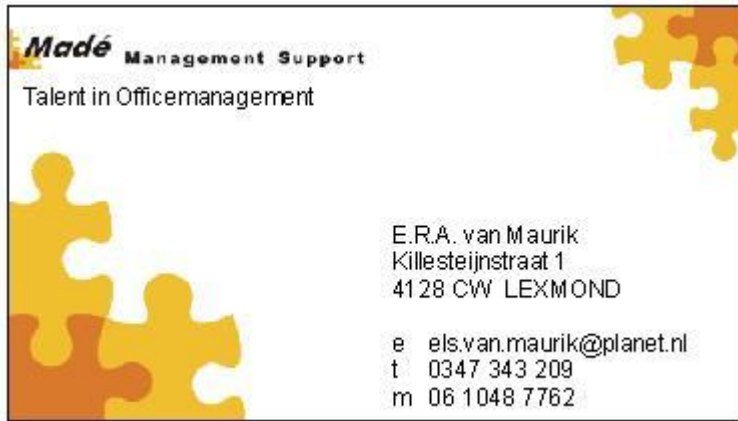 Madé Management Support
Talent in Officemanagement
E.R.A. van Maurik
Killesteijnstraat 1
4128 CW LEXMOND
e els.van.maurik@planet.nl
t 0347 343 209
m 06 1048 7762